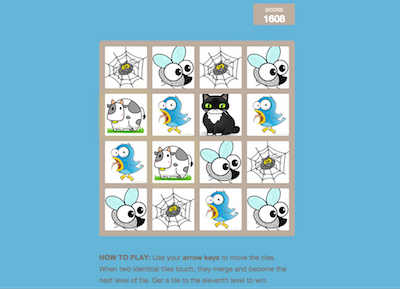 SCORE
1608
HOW TO PLAY: Use your arrow keys to move the tiles.
When two identical tiles touch, they merge and become the
next level of tile. Get a tile to the eleventh level to win.